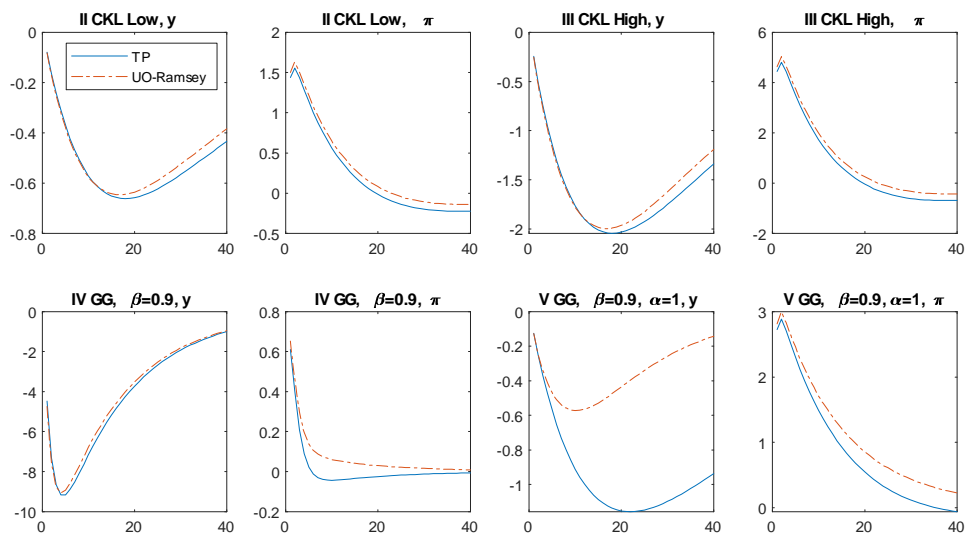 II CKL Low, y
0
-0.2
-0.4
-0.6
-0.8
0 20 40
TP
UO-Ramsey
II CKL Low, π
2
1.5
1
0.5
0
-0.5
0 20 40
III CKL High, y
0
-0.5
-1
-1.5
-2
0 20 40
III CKL High, π
6
4
2
0
-2
0 20 40
IV GG, β=0.9, y
0
-2
-4
-6
-8
-10
0 20 40
IV GG, β=0.9, π
0.8
0.6
0.4
0.2
0
-0.2
0 20 40
V GG, β=0.9, α=1, y
0
-0.2
-0.4
-0.6
-0.8
-1
0 20 40
V GG, β=0.9, α=1, π
3
2
1
0
0 20 40